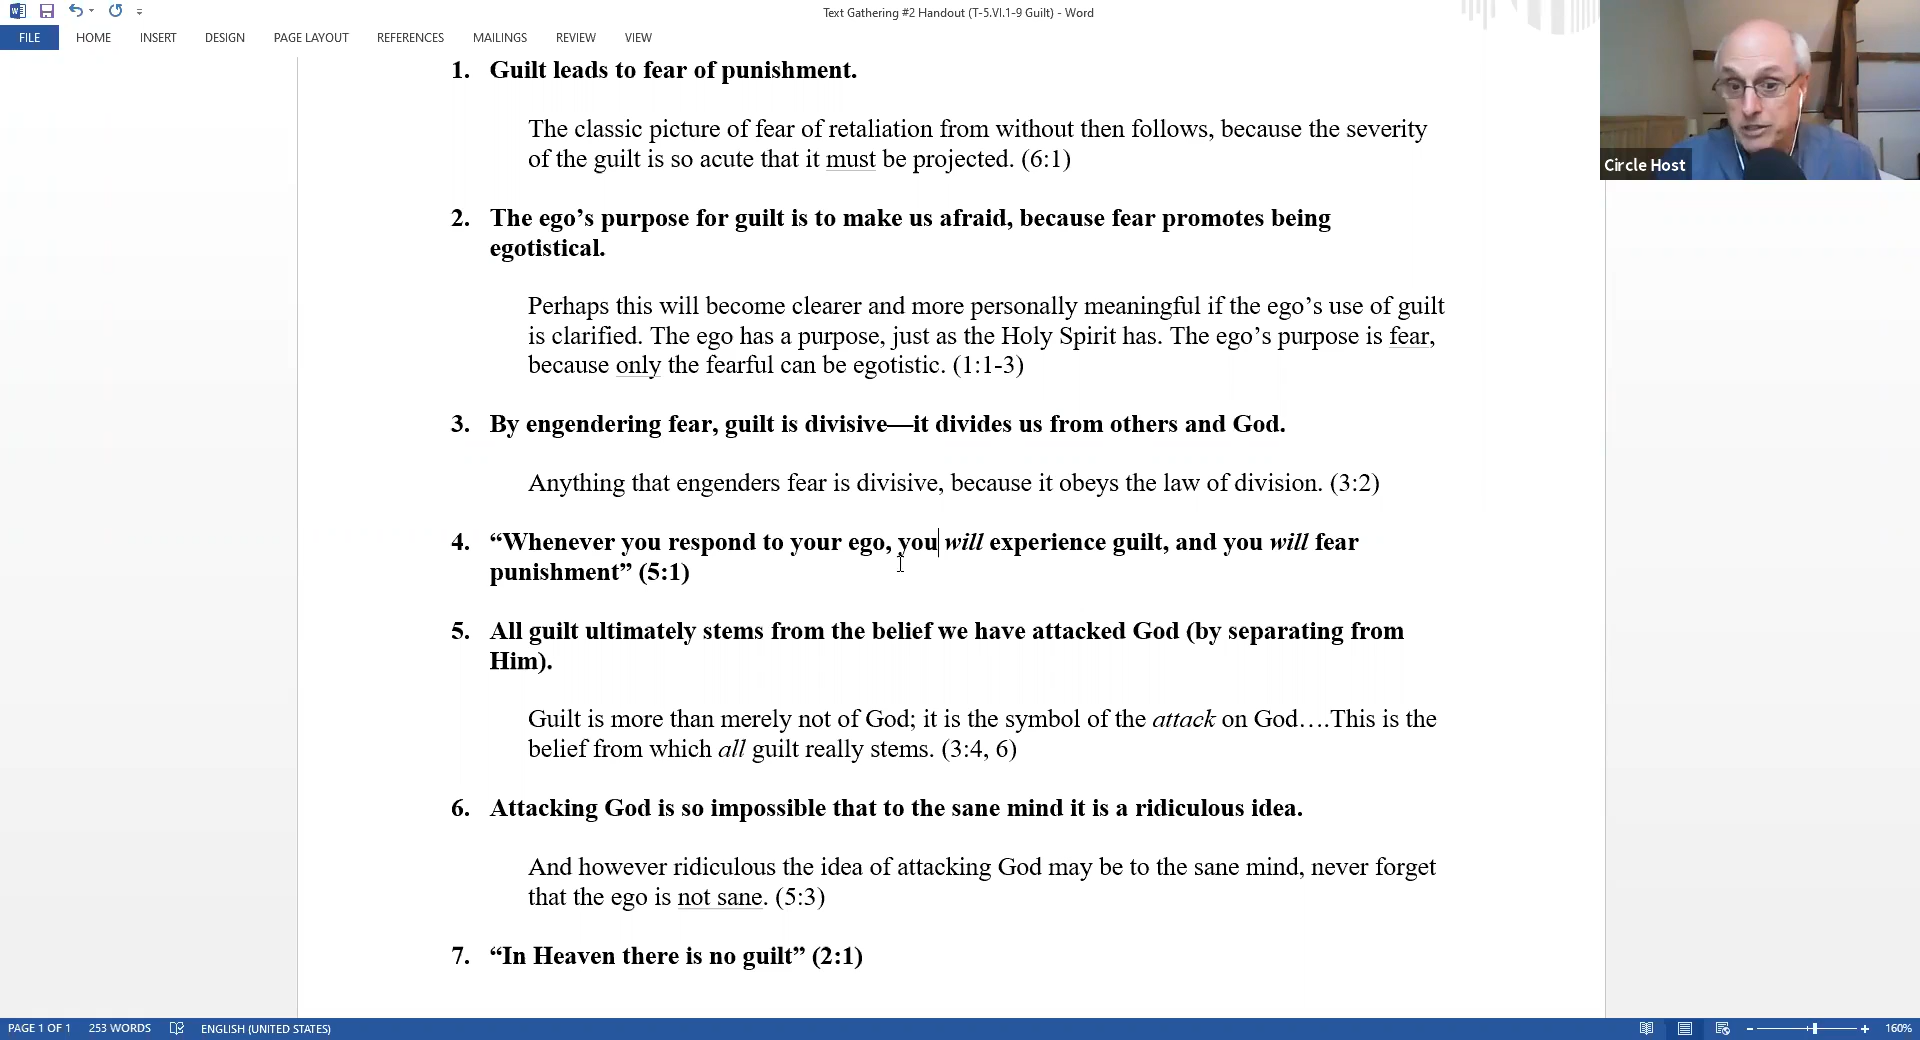 Text Gathering #2 Handout (T-5.VI.1-9 Guilt) - Word
FILE HOME INSERT DESIGN PAGE LAYOUT REFERENCES MAILINGS REVIEW VIEW
Circle Host
1. Guilt leads to fear of punishment.
The classic picture of fear of retaliation from without then follows, because the severity
of the guilt is so acute that it must be projected. (6:1)
2. The ego’s purpose for guilt is to make us afraid, because fear promotes being
egotistical.
Perhaps this will become clearer and more personally meaningful if the ego’s use of guilt
is clarified. The ego has a purpose, just as the Holy Spirit has. The ego’s purpose is fear,
because only the fearful can be egotistic. (1:1-3)
3. By engendering fear, guilt is divisive—it divides us from others and God.
Anything that engenders fear is divisive, because it obeys the law of division. (3:2)
4. “Whenever you respond to your ego, you will experience guilt, and you will fear
punishment” (5:1)
5. All guilt ultimately stems from the belief we have attacked God (by separating from
Him).
Guilt is more than merely not of God; it is the symbol of the attack on God….This is the
belief from which all guilt really stems. (3:4, 6)
6. Attacking God is so impossible that to the sane mind it is a ridiculous idea.
And however ridiculous the idea of attacking God may be to the sane mind, never forget
that the ego is not sane. (5:3)
7. “In Heaven there is no guilt” (2:1)
PAGE 1 OF 1 253 WORDS ENGLISH (UNITED STATES) 160%